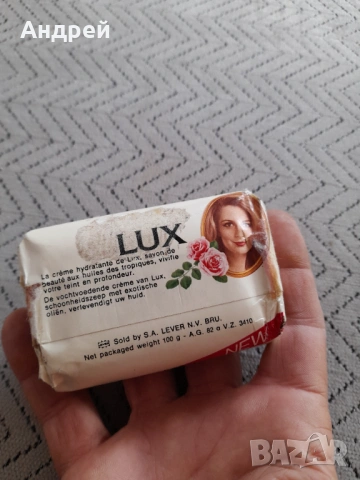 Андрей
LUX
La crème hydratante de Lux, savon de
beauté aux huiles des tropiques, vivifie
votre teint en profondeur.
De vochtvoedende crème van Lux,
schoonheidszeep met exotische
oliën, verlevendigt uw huid.
Sold by S.A. LEVER N.V. BRU.
Net packaged weight 100 g - A.G. 82 a V.Z. 3410
NEW
BAZAR